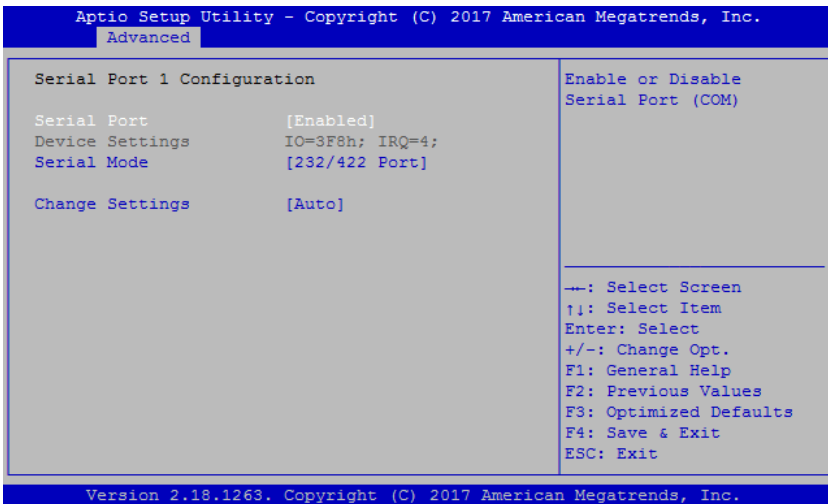 Aptio Setup Utility - Copyright (C) 2017 American Megatrends, Inc.
Advanced
Serial Port 1 Configuration
Serial Port [Enabled]
Device Settings IO=3F8h; IRQ=4;
Serial Mode [232/422 Port]
Change Settings [Auto]
Enable or Disable
Serial Port (COM)
→←: Select Screen
↑↓: Select Item
Enter: Select
+/-: Change Opt.
F1: General Help
F2: Previous Values
F3: Optimized Defaults
F4: Save & Exit
ESC: Exit
Version 2.18.1263. Copyright (C) 2017 American Megatrends, Inc.